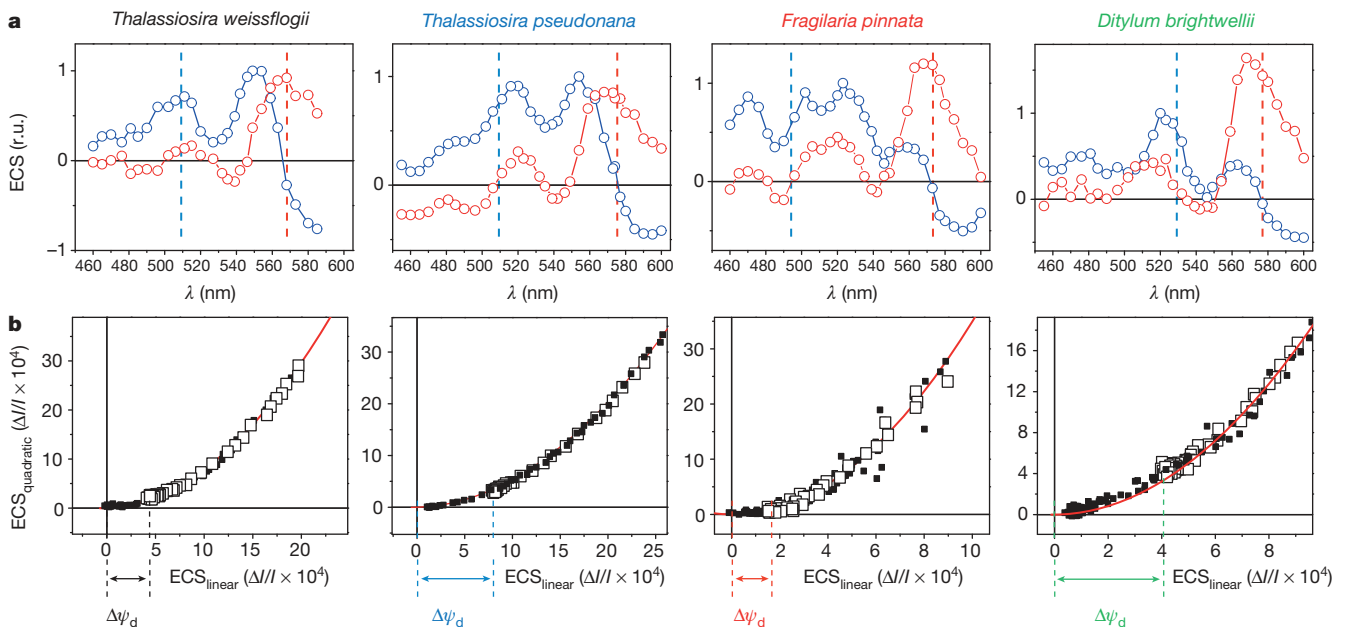 a
Thalassiosira weissflogii
Thalassiosira pseudonana
Fragilaria pinnata
Ditylum brightwellii
ECS (r.u.)
1
0
−1
460 480 500 520 540 560 580 600
λ (nm)
1
0
460 480 500 520 540 560 580 600
λ (nm)
1
0
460 480 500 520 540 560 580 600
λ (nm)
1
0
460 480 500 520 540 560 580 600
λ (nm)
b
ECSquadratic (ΔI/I × 10⁴)
30
20
10
0
0 5 10 15 20
ECSlinear (ΔI/I × 10⁴)
Δψd
30
20
10
0
0 5 10 15 20 25
ECSlinear (ΔI/I × 10⁴)
Δψd
30
20
10
0
0 2 4 6 8 10
ECSlinear (ΔI/I × 10⁴)
Δψd
16
12
8
4
0
0 2 4 6 8
ECSlinear (ΔI/I × 10⁴)
Δψd